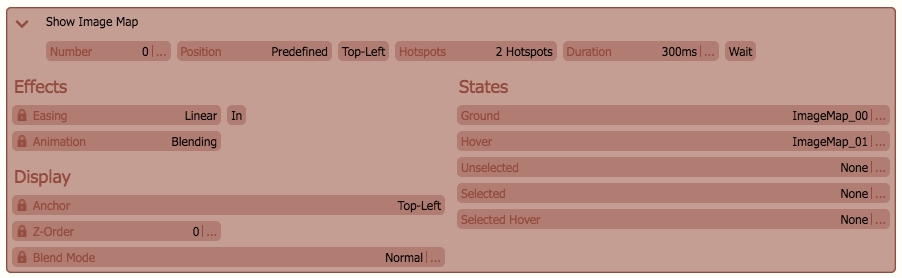 Show Image Map
Number 0 ... Position Predefined Top-Left Hotspots 2 Hotspots Duration 300ms ... Wait
Effects
Easing Linear In
Animation Blending
Display
Anchor Top-Left
Z-Order 0 ...
Blend Mode Normal ...
States
Ground ImageMap_00 ...
Hover ImageMap_01 ...
Unselected None ...
Selected None ...
Selected Hover None ...